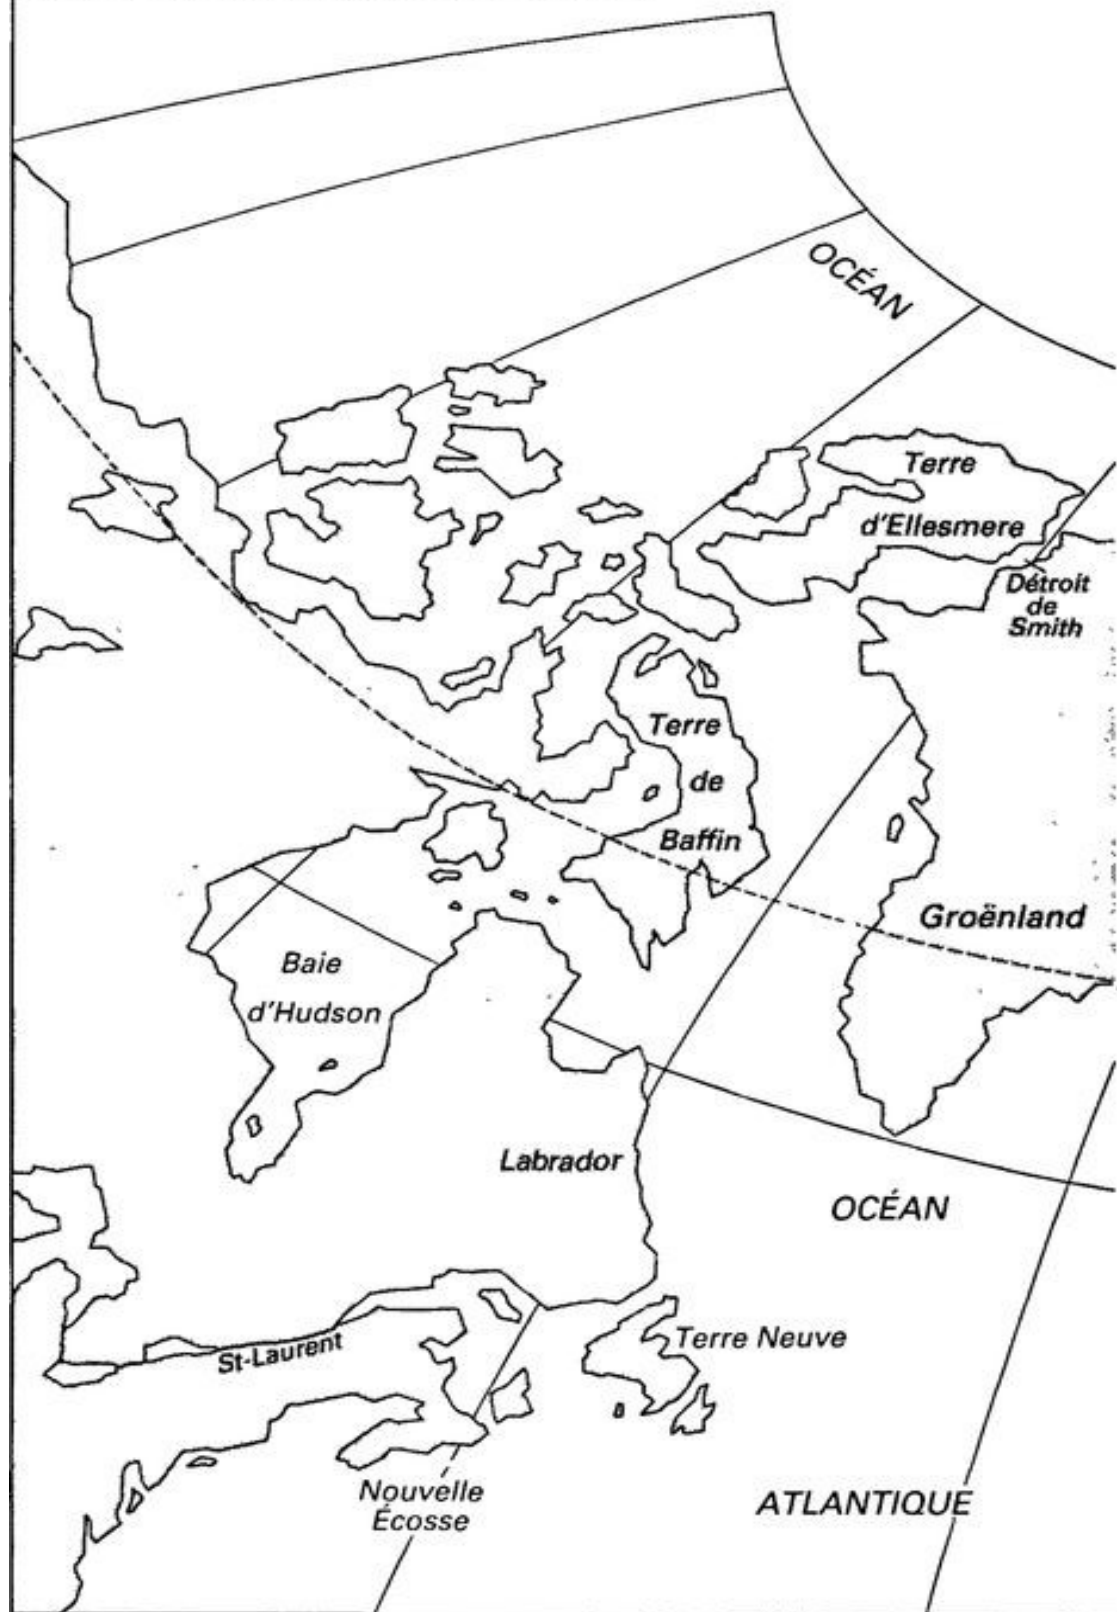 OCÉAN
Terre
d'Ellesmere
Détroit
de
Smith
Terre
de
Baffin
Groënland
Baie
d'Hudson
Labrador
OCÉAN
St-Laurent
Terre Neuve
Nouvelle
Écosse
ATLANTIQUE